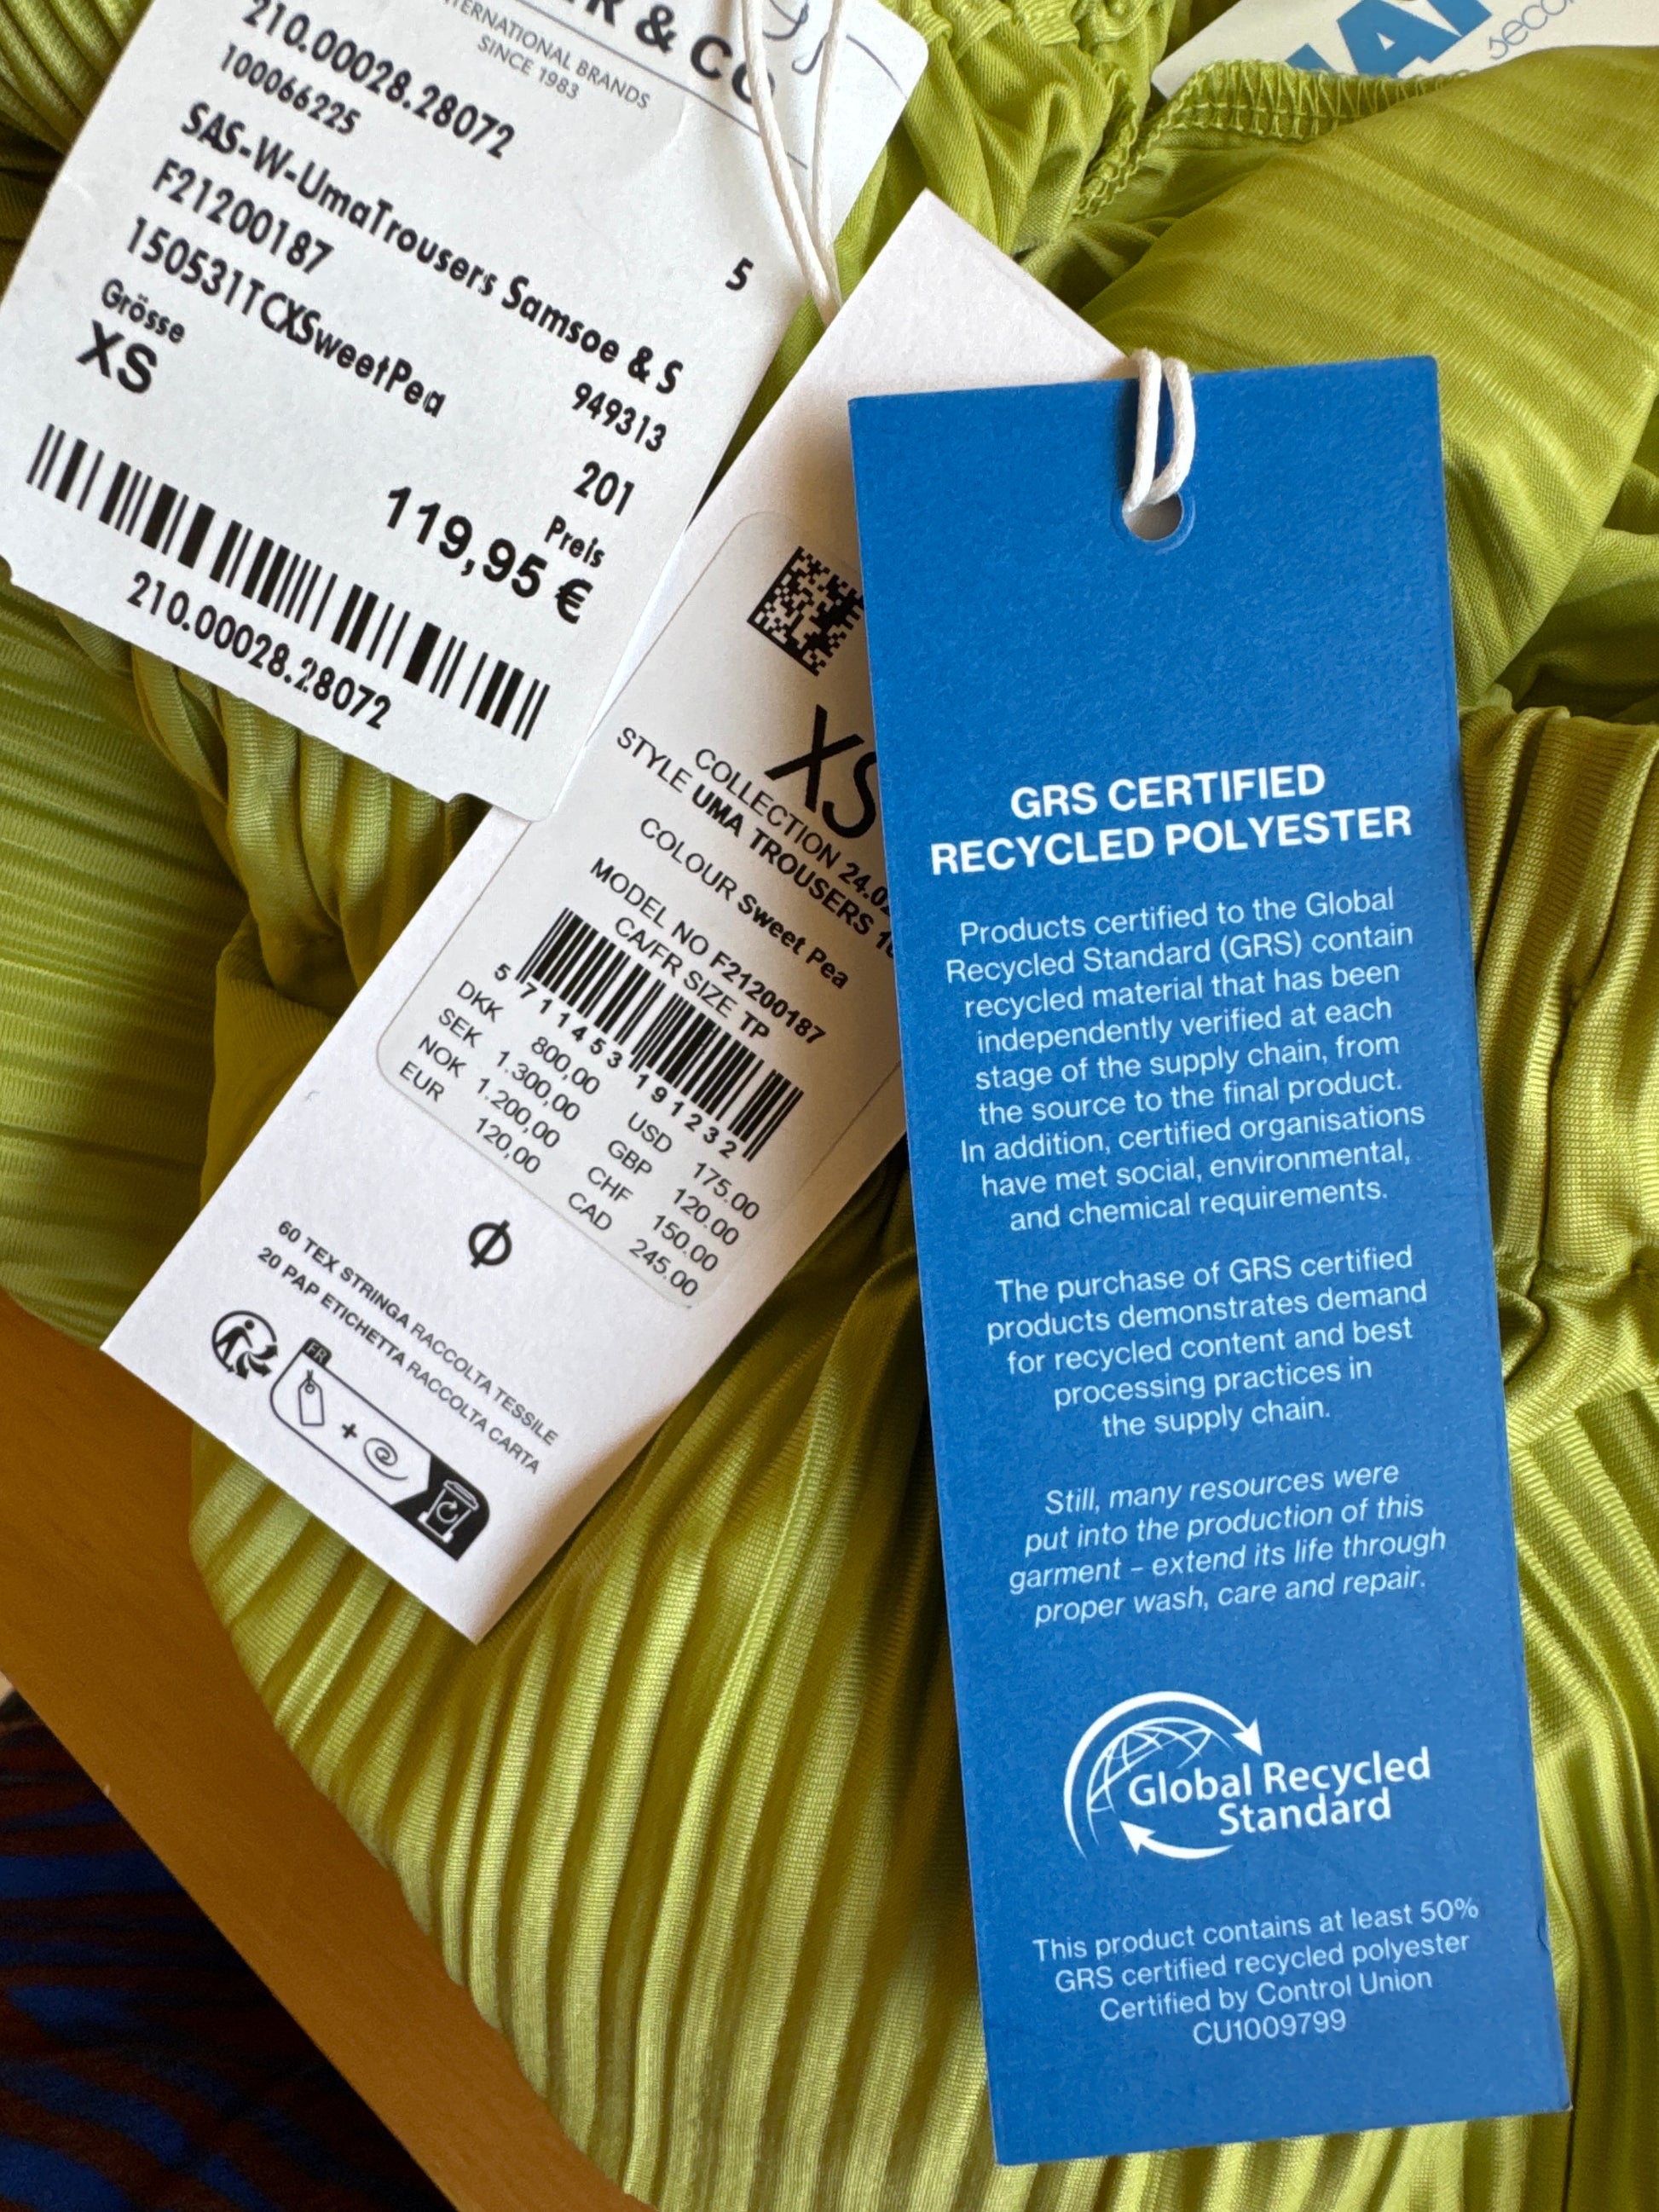 & CO
INTERNATIONAL BRANDS
SINCE 1983
210.00028.28072
10006​6225
SAS-W-UmaTrousers Samsoe & S
5
F21200187
949313
150531TCXSweetPea
201
Grösse
Preis
XS
119,95 €
210.00028.28072
XS
COLLECTION
STYLE UMA TROUSERS
COLOUR Sweet Pea
MODEL NO F21200187
CA/FR SIZE TP
5 711453 191232
DKK 800,00 USD 175.00
SEK 1.300,00 GBP 120.00
NOK 1.200,00 CHF 150.00
EUR 120,00 CAD 245.00
60 TEX STRINGA RACCOLTA TESSILE
20 PAP ETICHETTA RACCOLTA CARTA
FR
GRS CERTIFIED
RECYCLED POLYESTER
Products certified to the Global
Recycled Standard (GRS) contain
recycled material that has been
independently verified at each
stage of the supply chain, from
the source to the final product.
In addition, certified organisations
have met social, environmental,
and chemical requirements.
The purchase of GRS certified
products demonstrates demand
for recycled content and best
processing practices in
the supply chain.
Still, many resources were
put into the production of this
garment – extend its life through
proper wash, care and repair.
Global Recycled
Standard
This product contains at least 50%
GRS certified recycled polyester
Certified by Control Union
CU1009799